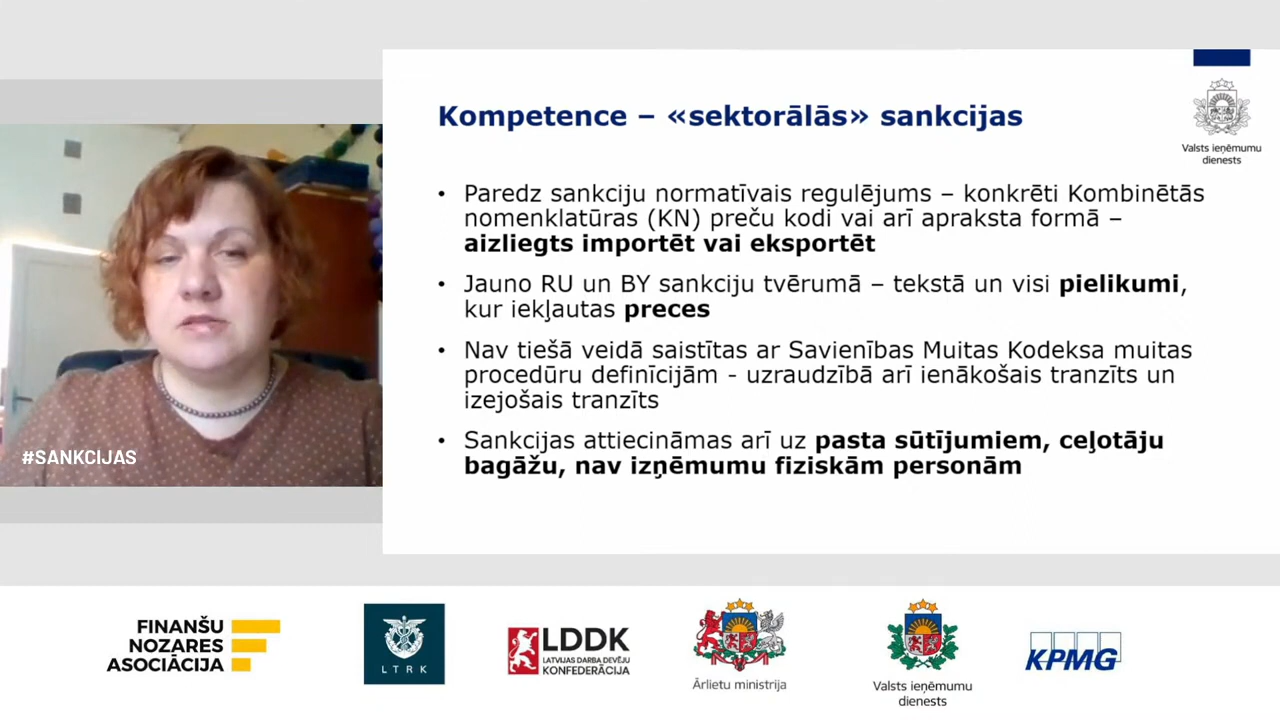 Kompetence – «sektorālās» sankcijas
Valsts ieņēmumu
dienests
• Paredz sankciju normatīvais regulējums – konkrēti Kombinētās
nomenklatūras (KN) preču kodi vai arī apraksta formā –
aizliegts importēt vai eksportēt
• Jauno RU un BY sankciju tvērumā – tekstā un visi pielikumi,
kur iekļautas preces
• Nav tiešā veidā saistītas ar Savienības Muitas Kodeksa muitas
procedūru definīcijām - uzraudzībā arī ienākošais tranzīts un
izejošais tranzīts
• Sankcijas attiecināmas arī uz pasta sūtījumiem, ceļotāju
bagāžu, nav izņēmumu fiziskām personām
#SANKCIJAS
FINANŠU
NOZARES
ASOCIĀCIJA
LTRK
LDDK
LATVIJAS DARBA DEVĒJU
KONFEDERĀCIJA
Ārlietu ministrija
Valsts ieņēmumu
dienests
KPMG